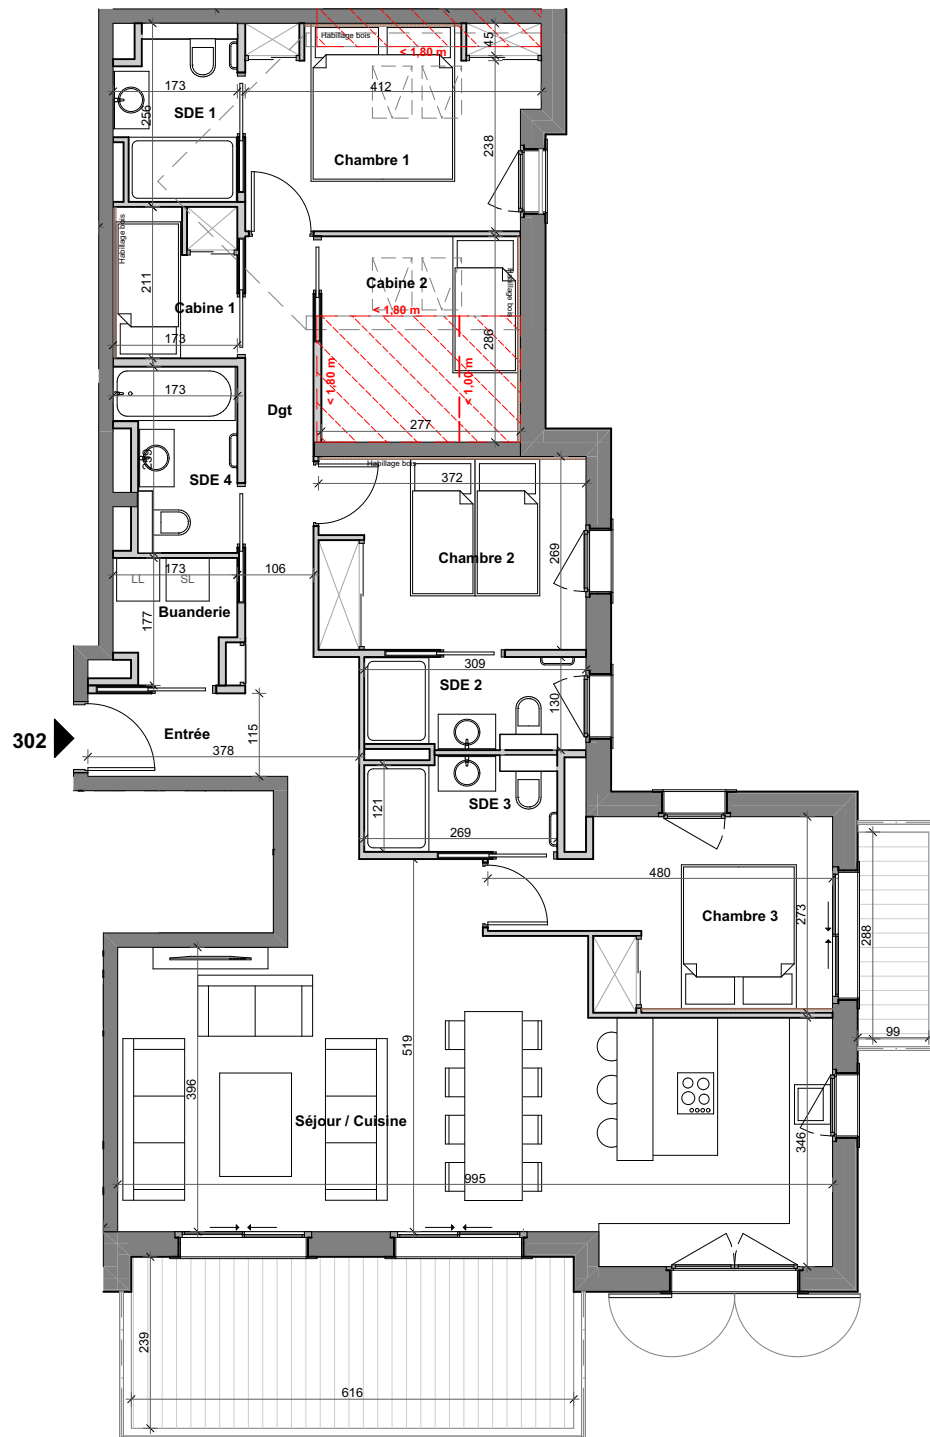 Habillage bois
< 1,80 m
45
173
412
SDE 1
256
238
Chambre 1
Habillage bois
211
Cabine 1
173
Cabine 2
Habillage bois
< 1,80 m
286
< 1,80 m
< 1,00 m
277
173
Dgt
SDE 4
Habillage bois
372
Chambre 2
269
173
106
LL
SL
Buanderie
177
309
SDE 2
130
302
Entrée
115
378
SDE 3
121
269
480
Chambre 3
273
288
99
519
396
Séjour / Cuisine
346
995
239
616